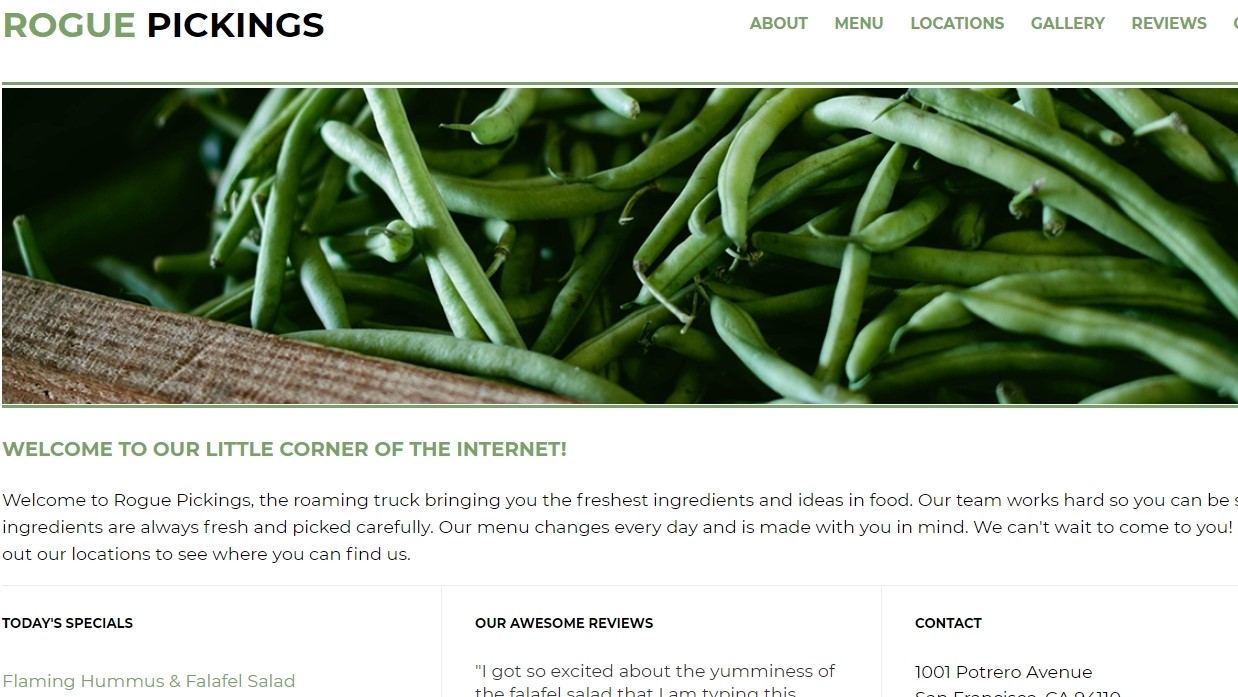 ROGUE PICKINGS
ABOUT MENU LOCATIONS GALLERY REVIEWS
WELCOME TO OUR LITTLE CORNER OF THE INTERNET!
Welcome to Rogue Pickings, the roaming truck bringing you the freshest ingredients and ideas in food. Our team works hard so you can be
ingredients are always fresh and picked carefully. Our menu changes every day and is made with you in mind. We can't wait to come to you!
out our locations to see where you can find us.
TODAY'S SPECIALS
Flaming Hummus & Falafel Salad
OUR AWESOME REVIEWS
"I got so excited about the yumminess of
the falafel salad that I am typing this
CONTACT
1001 Potrero Avenue
San Francisco, CA 94110